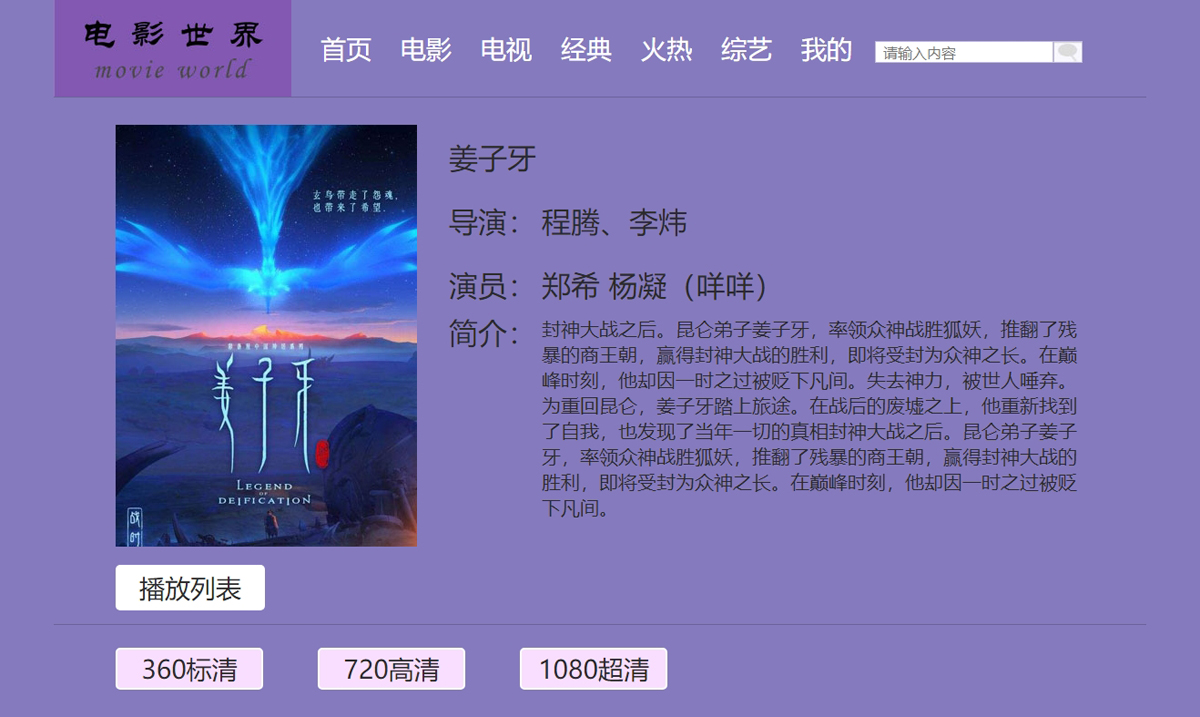 电影世界
movie world
首页 电影 电视 经典 火热 综艺 我的
请输入内容
玄鸟带走了怨魂,
也带来了希望。
姜子牙
LEGEND
OF
DEIFICATION
战
时
姜子牙
导演： 程腾、李炜
演员： 郑希 杨凝（咩咩）
简介：
封神大战之后。昆仑弟子姜子牙，率领众神战胜狐妖，推翻了残
暴的商王朝，赢得封神大战的胜利，即将受封为众神之长。在巅
峰时刻，他却因一时之过被贬下凡间。失去神力，被世人唾弃。
为重回昆仑，姜子牙踏上旅途。在战后的废墟之上，他重新找到
了自我，也发现了当年一切的真相封神大战之后。昆仑弟子姜子
牙，率领众神战胜狐妖，推翻了残暴的商王朝，赢得封神大战的
胜利，即将受封为众神之长。在巅峰时刻，他却因一时之过被贬
下凡间。
播放列表
360标清 720高清 1080超清